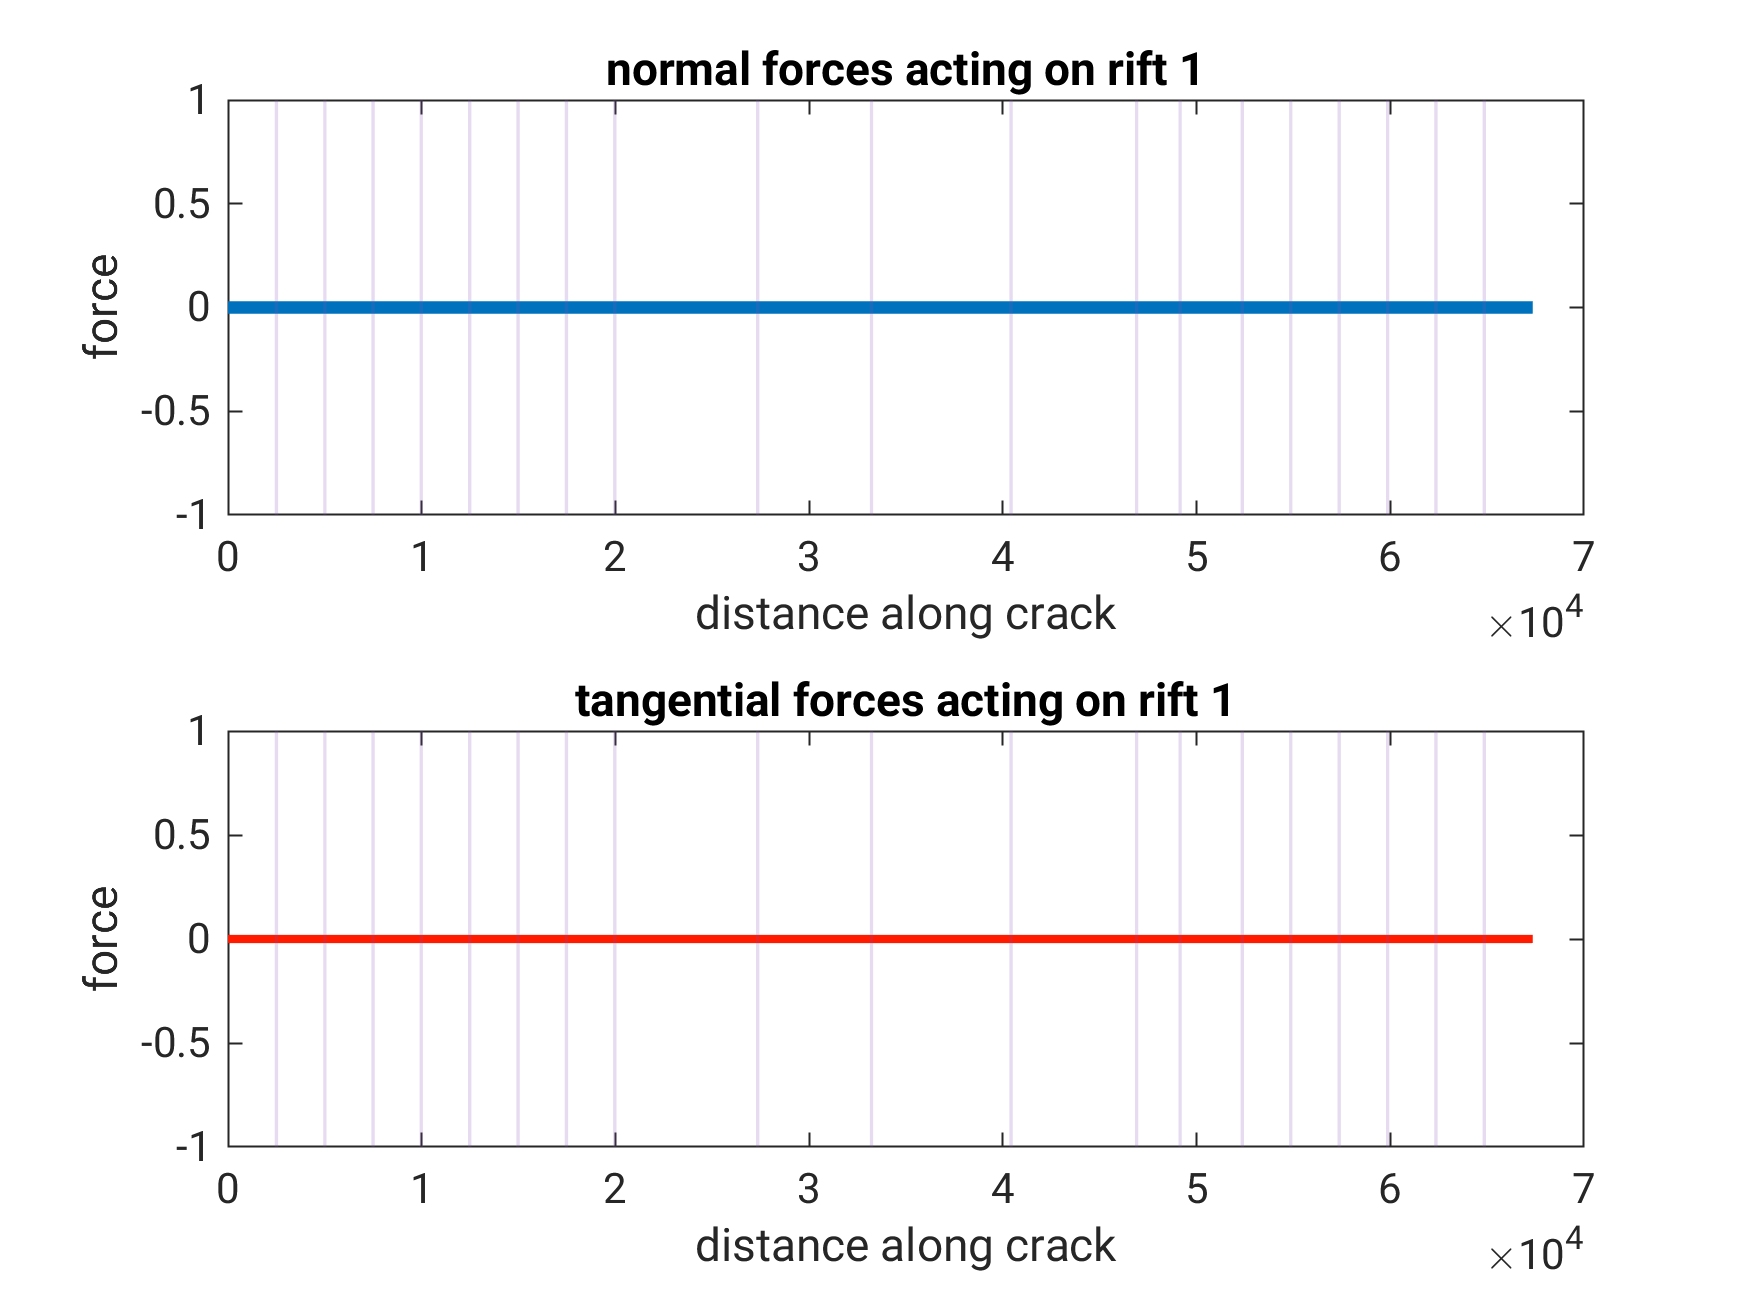 normal forces acting on rift 1
1
0.5
0
-0.5
-1
force
0 1 2 3 4 5 6 7
distance along crack
×10^4
tangential forces acting on rift 1
1
0.5
0
-0.5
-1
force
0 1 2 3 4 5 6 7
distance along crack
×10^4